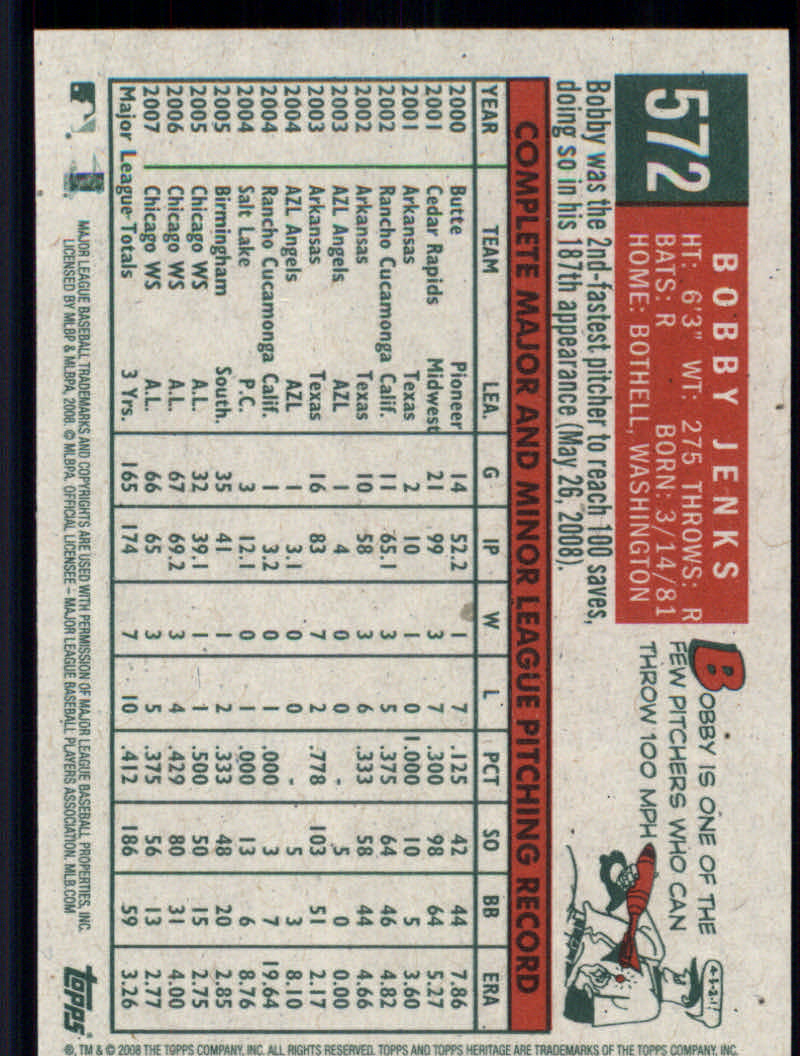 572
BOBBY JENKS
HT: 6'3" WT: 275 THROWS: R
BATS: R BORN: 3/14/81
HOME: BOTHELL, WASHINGTON
BOBBY IS ONE OF THE
FEW PITCHERS WHO CAN
THROW 100 MPH
4-3-2-1!
Bobby was the 2nd-fastest pitcher to reach 100 saves,
doing so in his 187th appearance (May 26, 2008).
COMPLETE MAJOR AND MINOR LEAGUE PITCHING RECORD
YEAR TEAM LEA. G IP W L PCT SO BB ERA
2000 Butte Pioneer 14 52.2 1 7 .125 42 44 7.86
2001 Cedar Rapids Midwest 21 99 3 7 .300 98 64 5.27
2001 Arkansas Texas 2 10 1 0 1.000 10 5 3.60
2002 Rancho Cucamonga Calif. 11 65.1 3 5 .375 64 46 4.82
2002 Arkansas Texas 10 58 3 6 .333 58 44 4.66
2003 AZL Angels AZL 1 4 0 0 - 5 0 0.00
2003 Arkansas Texas 16 83 7 2 .778 103 51 2.17
2004 AZL Angels AZL 1 3.1 0 0 - 5 3 8.10
2004 Rancho Cucamonga Calif. 1 3.2 0 1 .000 3 7 19.64
2004 Salt Lake P.C. 3 12.1 0 1 .000 13 6 8.76
2005 Birmingham South. 35 41 1 2 .333 48 20 2.85
2005 Chicago WS A.L. 32 39.1 1 1 .500 50 15 2.75
2006 Chicago WS A.L. 67 69.2 3 4 .429 80 31 4.00
2007 Chicago WS A.L. 66 65 3 5 .375 56 13 2.77
Major League Totals 3 Yrs. 165 174 7 10 .412 186 59 3.26
MAJOR LEAGUE BASEBALL TRADEMARKS AND COPYRIGHTS ARE USED WITH PERMISSION OF MAJOR LEAGUE BASEBALL PROPERTIES, INC.
LICENSED BY MLBP & MLBPA, 2008. © MLBPA. OFFICIAL LICENSEE – MAJOR LEAGUE BASEBALL PLAYERS ASSOCIATION. MLB.COM
topps
®, TM & © 2008 THE TOPPS COMPANY, INC. ALL RIGHTS RESERVED. TOPPS AND TOPPS HERITAGE ARE TRADEMARKS OF THE TOPPS COMPANY, INC.